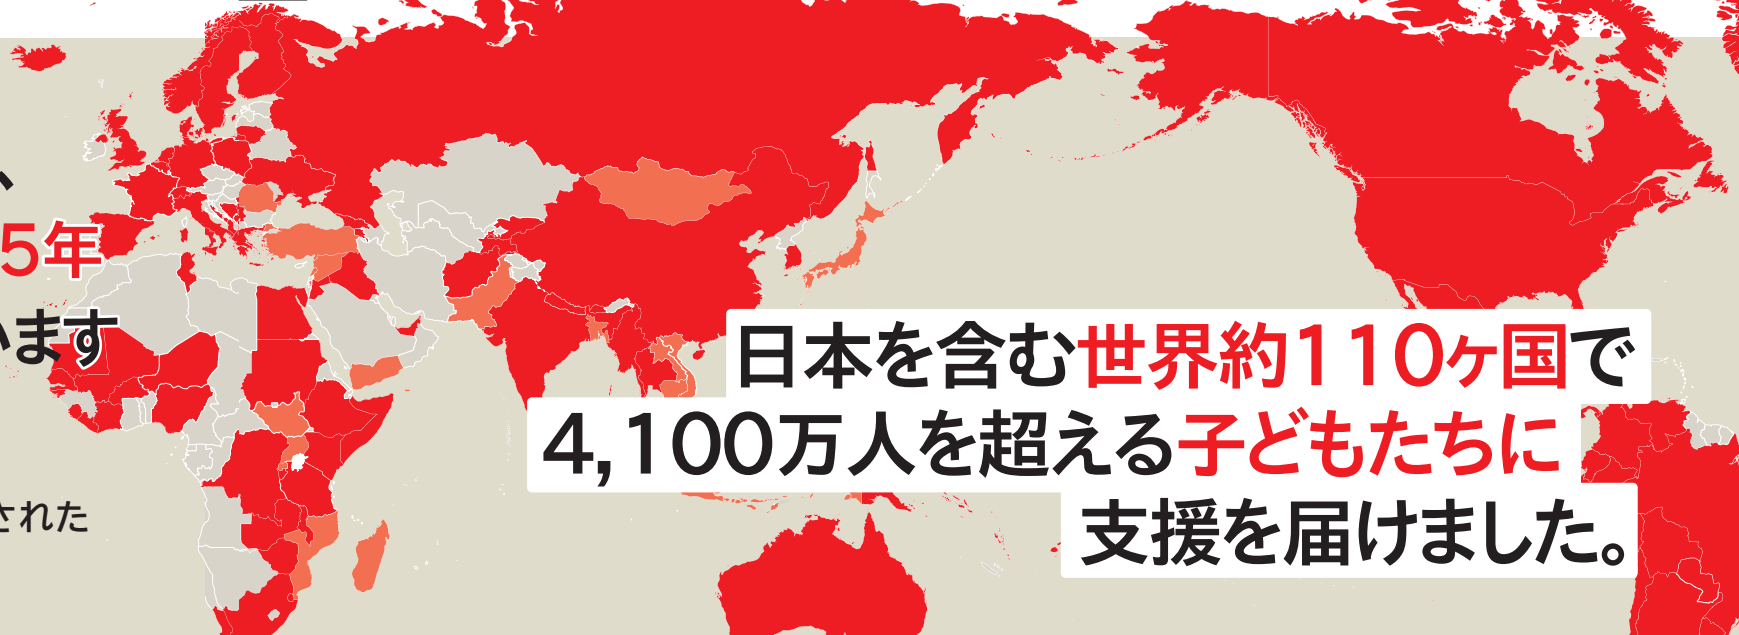 、
5年
います
された
日本を含む世界約110ヶ国で
4,100万人を超える子どもたちに
支援を届けました。